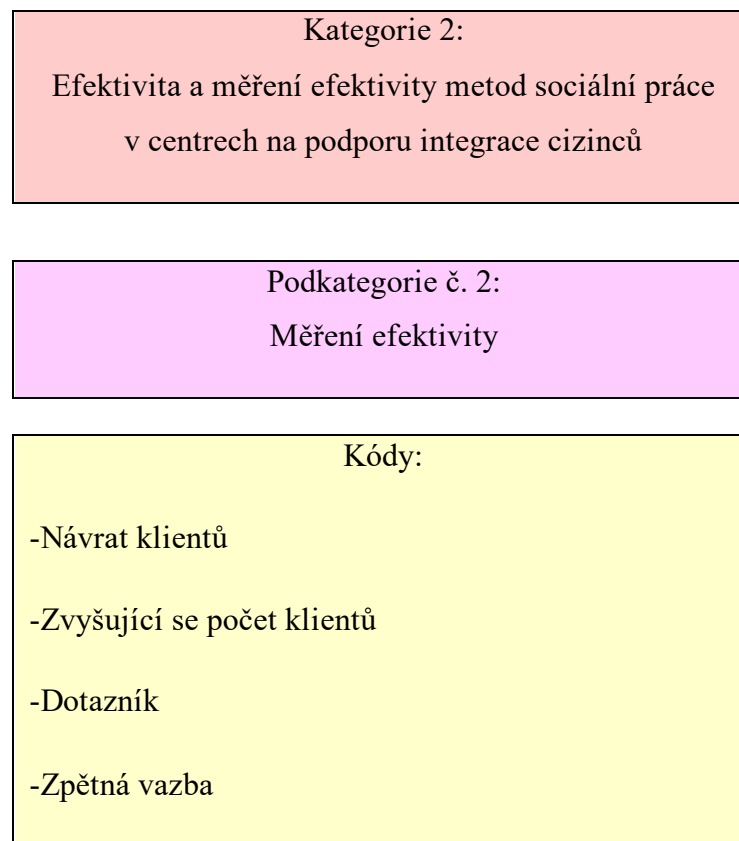 Kategorie 2:
Efektivita a měření efektivity metod sociální práce
v centrech na podporu integrace cizinců
Podkategorie č. 2:
Měření efektivity
Kódy:
-Návrat klientů
-Zvyšující se počet klientů
-Dotazník
-Zpětná vazba